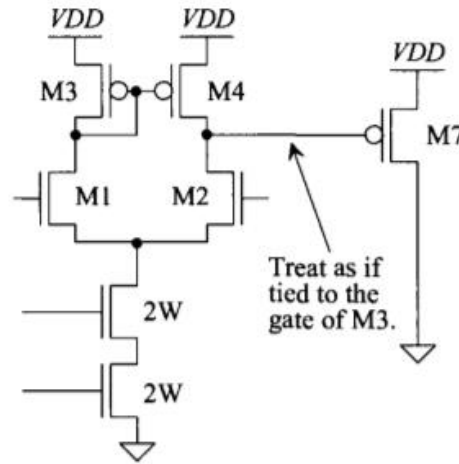 VDD
VDD
M3
M4
VDD
M7
M1
M2
Treat as if
tied to the
gate of M3.
2W
2W